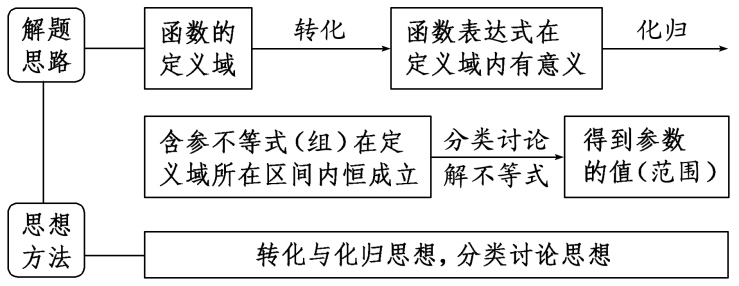 解题
思路
函数的
定义域
转化
函数表达式在
定义域内有意义
化归
含参不等式(组)在定
义域所在区间内恒成立
分类讨论
解不等式
得到参数
的值(范围)
思想
方法
转化与化归思想,分类讨论思想